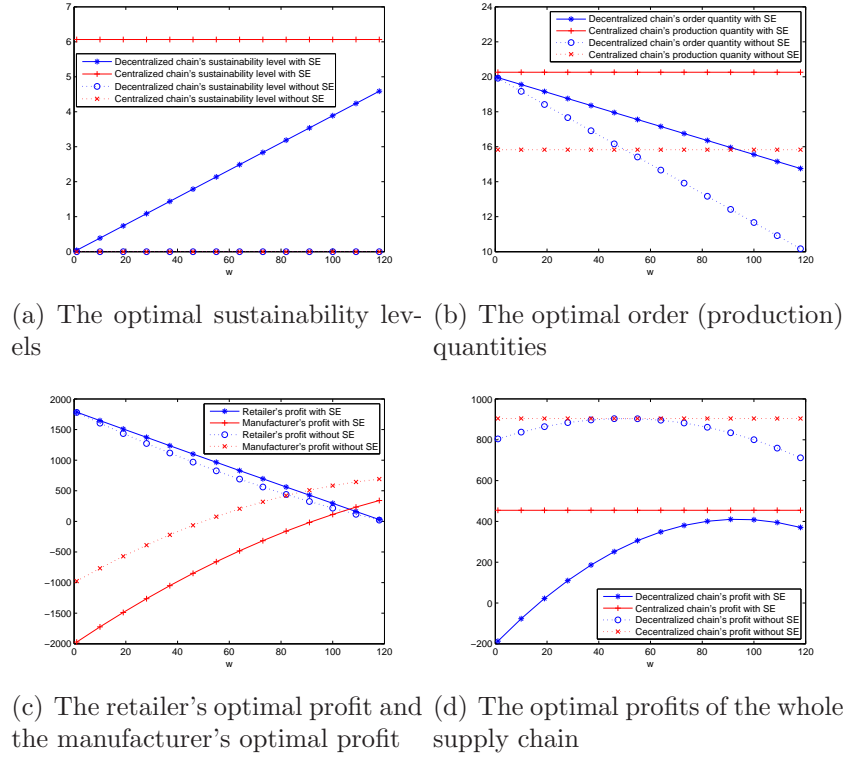 7
6
5
4
3
2
1
0
0 20 40 60 80 100 120
w
Decentralized chain's sustainability level with SE
Centralized chain's sustainability level with SE
Decentralized chain's sustainability level without SE
Centralized chain's sustainability level without SE
(a) The optimal sustainability lev-
els
24
22
20
18
16
14
12
10
0 20 40 60 80 100 120
w
Decentralized chain's order quantity with SE
Centralized chain's production quantity with SE
Decentralized chain's order quantity without SE
Centralized chain's production quanity without SE
(b) The optimal order (production)
quantities
2000
1500
1000
500
0
−500
−1000
−1500
−2000
0 20 40 60 80 100 120
w
Retailer's profit with SE
Manufacturer's profit with SE
Retailer's profit without SE
Manufacturer's profit without SE
(c) The retailer's optimal profit and
the manufacturer's optimal profit
1000
800
600
400
200
0
−200
0 20 40 60 80 100 120
w
Decentralized chain's profit with SE
Centralized chain's profit with SE
Decentralized chain's profit without SE
Cecentralized chain's profit without SE
(d) The optimal profits of the whole
supply chain